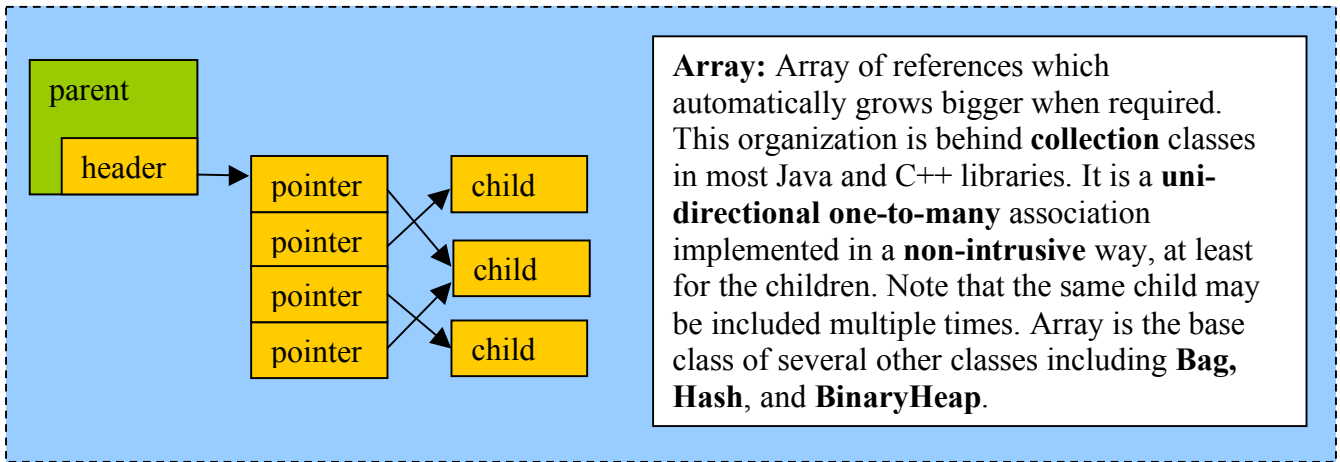 parent
header
pointer
pointer
pointer
pointer
child
child
child
Array: Array of references which
automatically grows bigger when required.
This organization is behind collection classes
in most Java and C++ libraries. It is a uni-
directional one-to-many association
implemented in a non-intrusive way, at least
for the children. Note that the same child may
be included multiple times. Array is the base
class of several other classes including Bag,
Hash, and BinaryHeap.